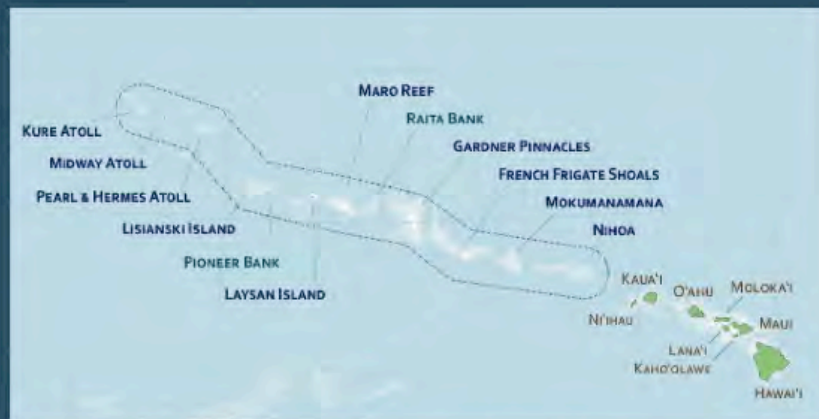 MARO REEF
RAITA BANK
KURE ATOLL
GARDNER PINNACLES
MIDWAY ATOLL
FRENCH FRIGATE SHOALS
PEARL & HERMES ATOLL
MOKUMANAMANA
LISIANSKI ISLAND
NIHOA
PIONEER BANK
LAYSAN ISLAND
KAUA'I
O'AHU
MOLOKA'I
NI'IHAU
MAUI
LANA'I
KAHO'OLAWE
HAWAI'I